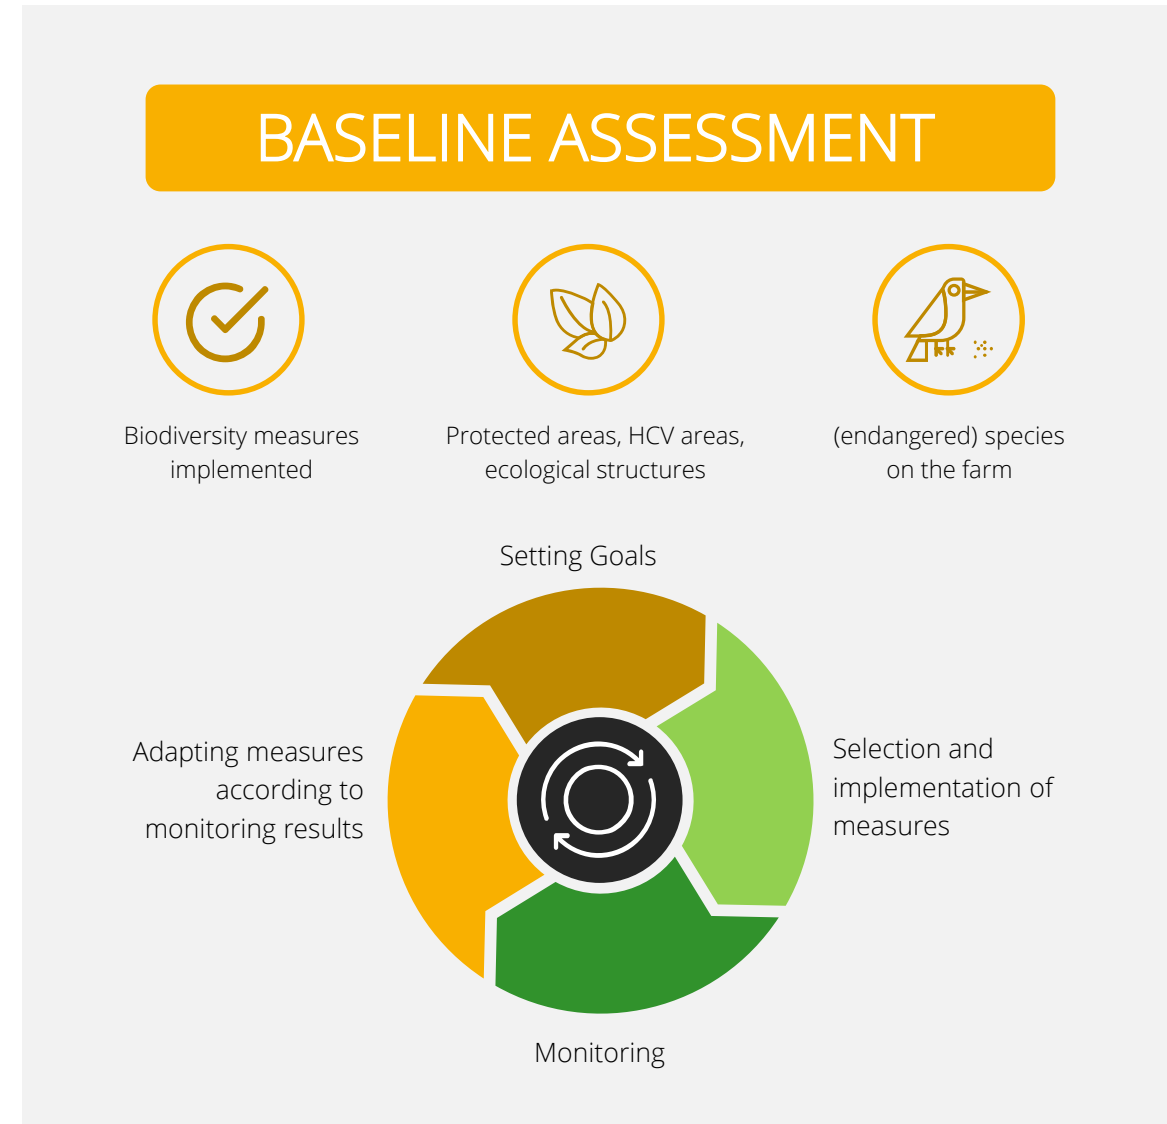 BASELINE ASSESSMENT
Biodiversity measures
implemented
Protected areas, HCV areas,
ecological structures
(endangered) species
on the farm
Setting Goals
Adapting measures
according to
monitoring results
Selection and
implementation of
measures
Monitoring